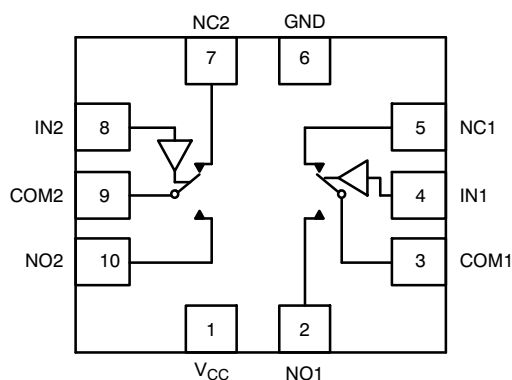 NC2 GND
7 6
IN2 8 5 NC1
COM2 9 4 IN1
NO2 10 3 COM1
1 2
VCC NO1